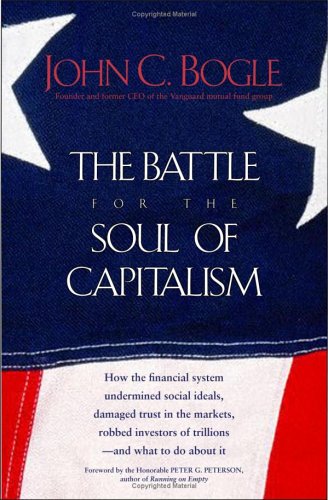 Copyrighted Material
JOHN C. BOGLE
Founder and former CEO of the Vanguard mutual fund group
THE BATTLE
FOR THE
SOUL OF
CAPITALISM
How the financial system
undermined social ideals,
damaged trust in the markets,
robbed investors of trillions
—and what to do about it
Foreword by the Honorable PETER G. PETERSON,
author of Running on Empty
Copyrighted Material